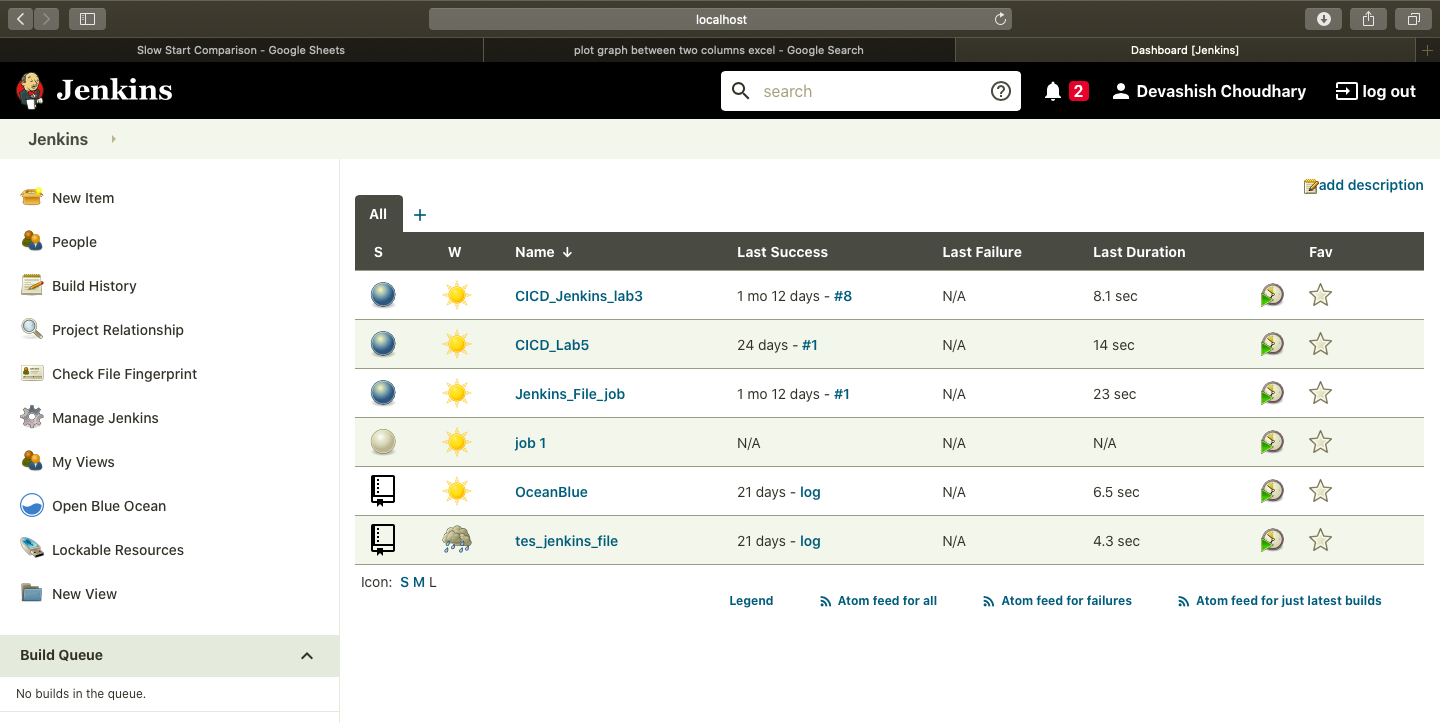 localhost
Slow Start Comparison - Google Sheets
plot graph between two columns excel - Google Search
Dashboard [Jenkins]
Jenkins
search
2
Devashish Choudhary
log out
Jenkins
New Item
People
Build History
Project Relationship
Check File Fingerprint
Manage Jenkins
My Views
Open Blue Ocean
Lockable Resources
New View
Build Queue
No builds in the queue.
add description
All +
S W Name ↓ Last Success Last Failure Last Duration Fav
CICD_Jenkins_lab3 1 mo 12 days - #8 N/A 8.1 sec
CICD_Lab5 24 days - #1 N/A 14 sec
Jenkins_File_job 1 mo 12 days - #1 N/A 23 sec
job 1 N/A N/A N/A
OceanBlue 21 days - log N/A 6.5 sec
tes_jenkins_file 21 days - log N/A 4.3 sec
Icon: S M L
Legend Atom feed for all Atom feed for failures Atom feed for just latest builds